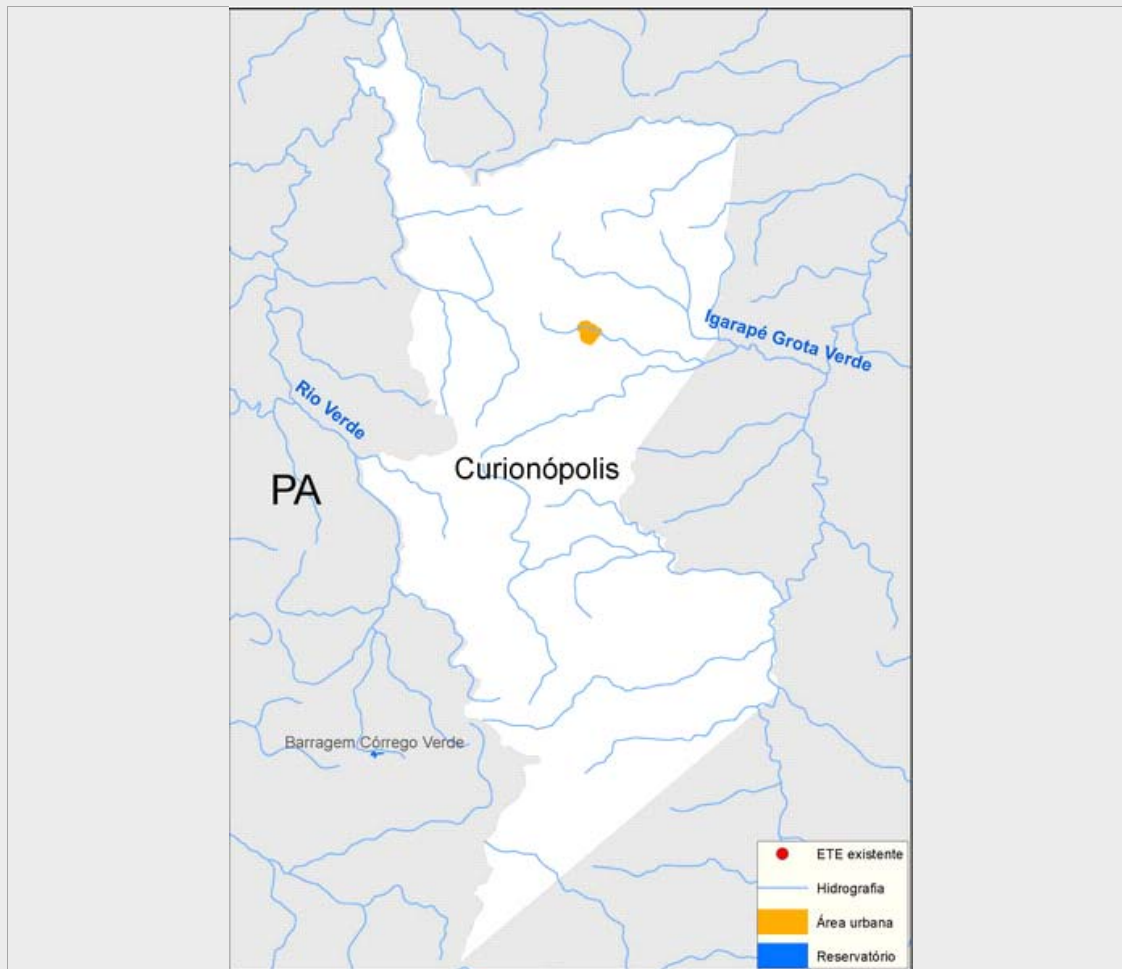 Igarapé Grota Verde
Rio Verde
Curionópolis
PA
Barragem Córrego Verde
ETE existente
Hidrografia
Área urbana
Reservatório